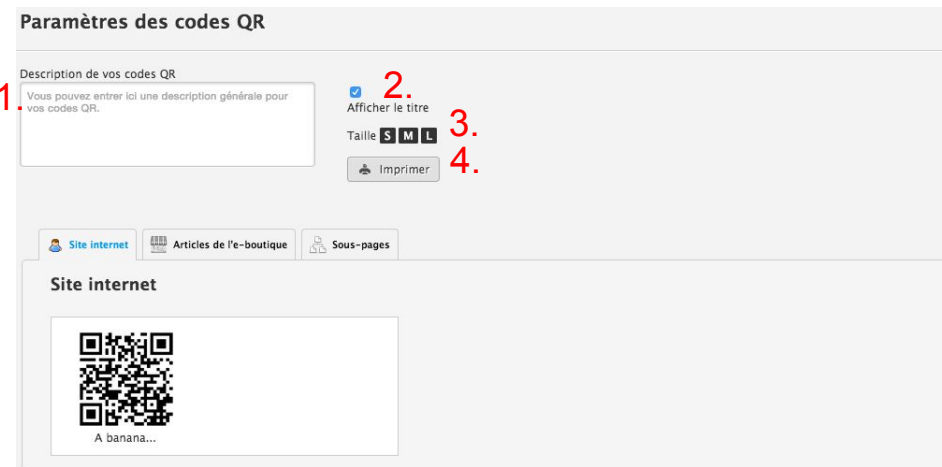 Paramètres des codes QR
Description de vos codes QR
1.
Vous pouvez entrer ici une description générale pour
vos codes QR.
2.
Afficher le titre
Taille S M L 3.
Imprimer 4.
Site internet Articles de l'e-boutique Sous-pages
Site internet
A banana...